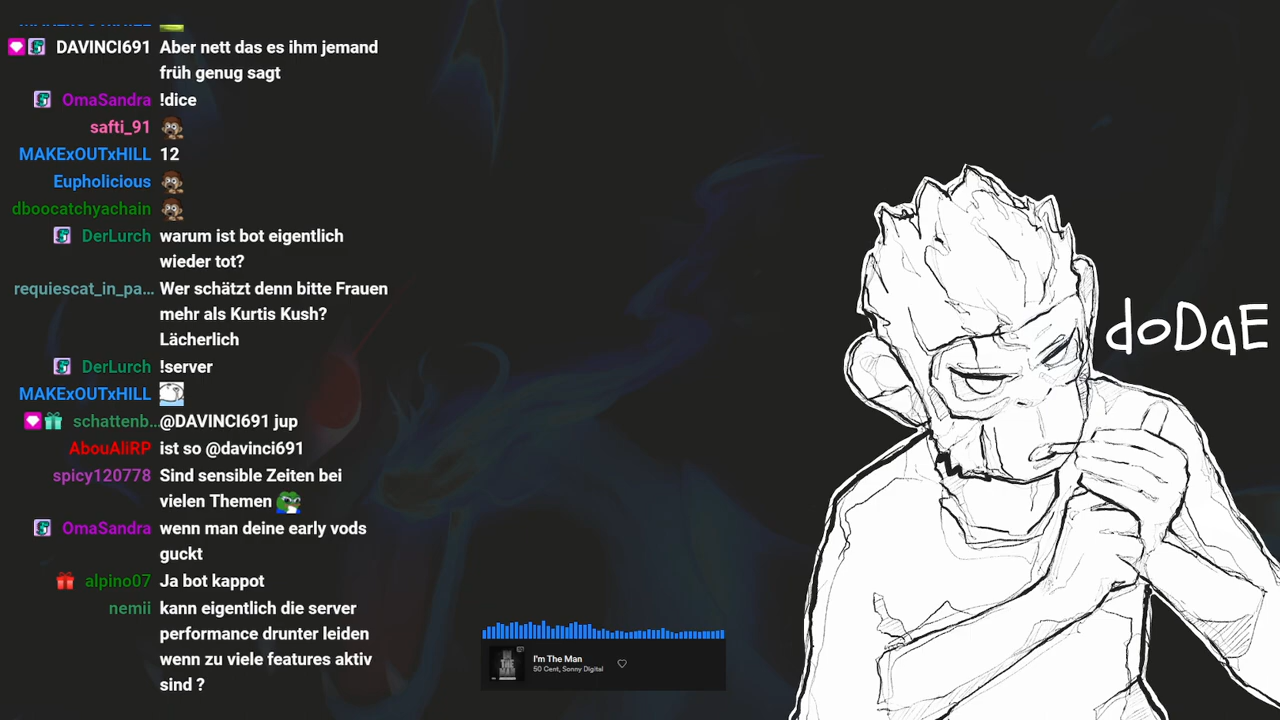 DAVINCI691 Aber nett das es ihm jemand
früh genug sagt
OmaSandra !dice
safti_91
MAKExOUTxHILL 12
Eupholicious
dboocatchyachain
DerLurch warum ist bot eigentlich
wieder tot?
requiescat_in_pa... Wer schätzt denn bitte Frauen
mehr als Kurtis Kush?
Lächerlich
DerLurch !server
MAKExOUTxHILL
schattenb... @DAVINCI691 jup
AbouAliRP ist so @davinci691
spicy120778 Sind sensible Zeiten bei
vielen Themen
OmaSandra wenn man deine early vods
guckt
alpino07 Ja bot kappot
nemii kann eigentlich die server
performance drunter leiden
wenn zu viele features aktiv
sind ?
doDaE
I'm The Man
50 Cent, Sonny Digital